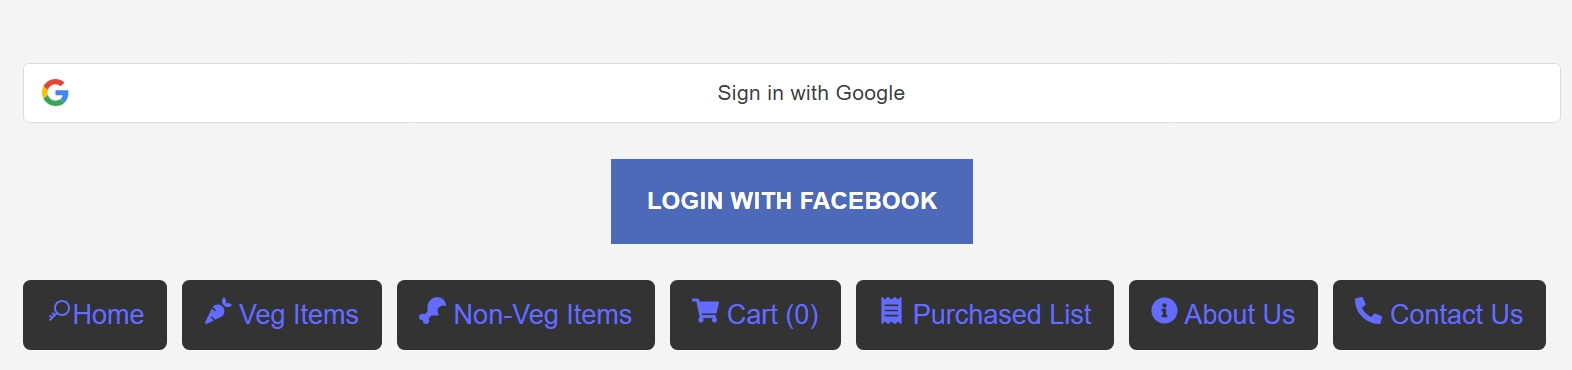 Sign in with Google
LOGIN WITH FACEBOOK
Home Veg Items Non-Veg Items Cart (0) Purchased List About Us Contact Us